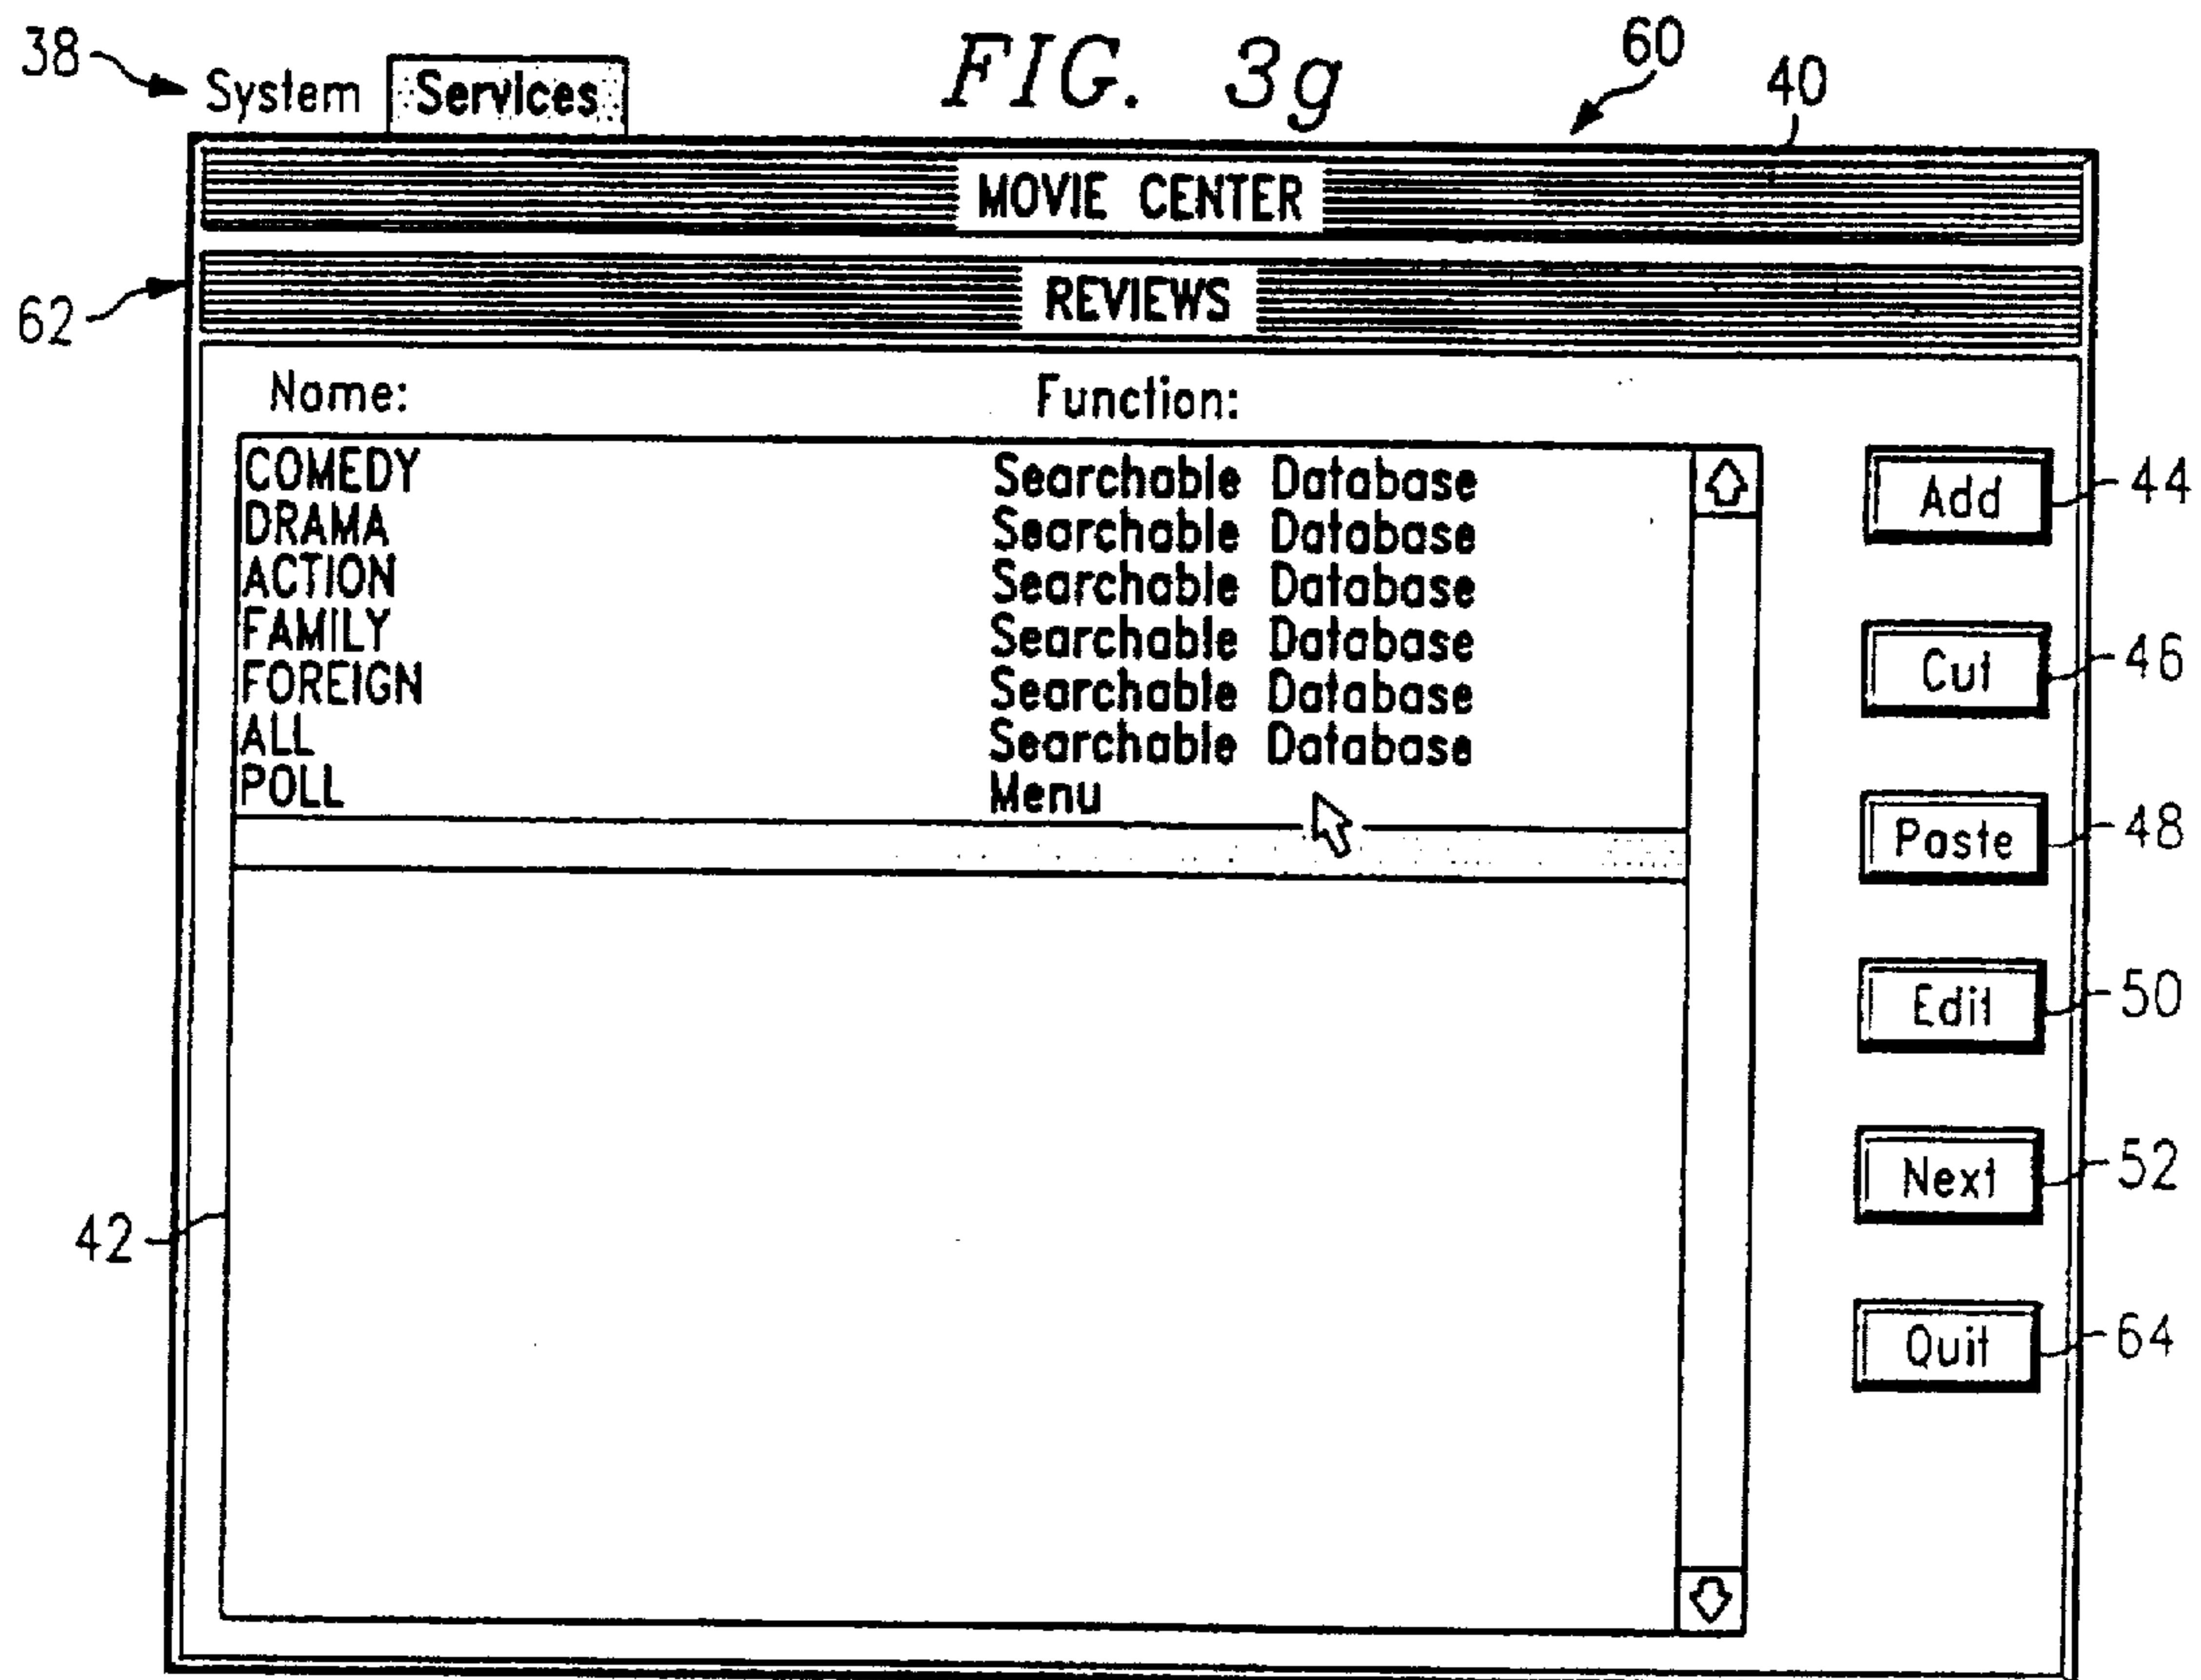 FIG. 3g
38
System Services
60
40
MOVIE CENTER
62
REVIEWS
Name: Function:
COMEDY Searchable Database
DRAMA Searchable Database
ACTION Searchable Database
FAMILY Searchable Database
FOREIGN Searchable Database
ALL Searchable Database
POLL Menu
Add 44
Cut 46
Paste 48
Edit 50
Next 52
42
Quit 64